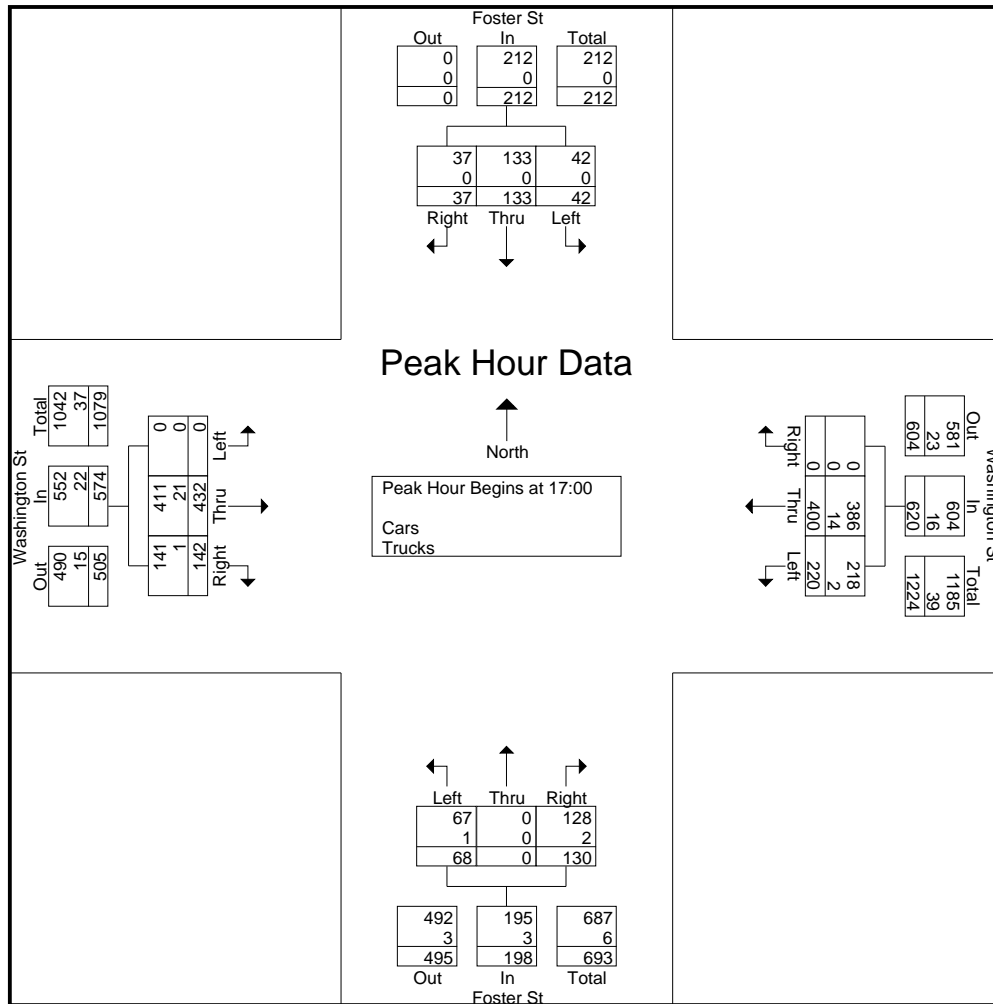 Foster St
Out In Total
0 212 212
0 0 0
0 212 212
37 133 42
0 0 0
37 133 42
Right Thru Left
Peak Hour Data
North
Peak Hour Begins at 17:00
Cars
Trucks
Washington St
Total
1042
37
1079
In
552
22
574
Out
490
15
505
Left
0
0
0
Thru
411
21
432
Right
141
1
142
Washington St
Out
581
23
604
In
604
16
620
Total
1185
39
1224
Right
0
0
0
Thru
386
14
400
Left
218
2
220
Left Thru Right
67 0 128
1 0 2
68 0 130
492 195 687
3 3 6
495 198 693
Out In Total
Foster St